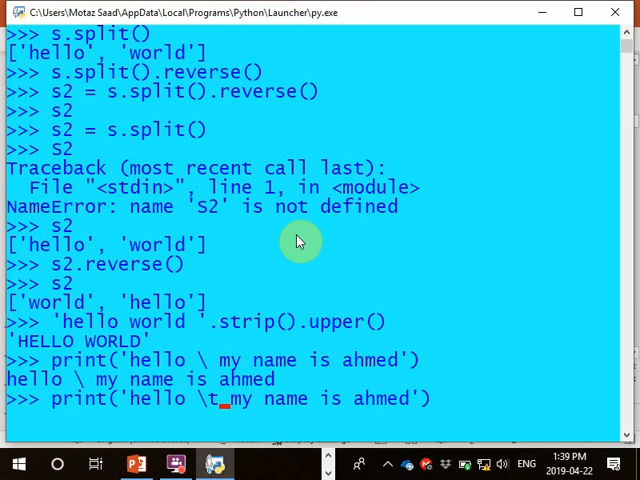 C:\Users\Motaz Saad\AppData\Local\Programs\Python\Launcher\py.exe
>>> s.split()
['hello', 'world']
>>> s.split().reverse()
>>> s2 = s.split().reverse()
>>> s2
>>> s2 = s.split()
>>> S2
Traceback (most recent call last):
  File "<stdin>", line 1, in <module>
NameError: name 'S2' is not defined
>>> s2
['hello', 'world']
>>> s2.reverse()
>>> s2
['world', 'hello']
>>> 'hello world '.strip().upper()
'HELLO WORLD'
>>> print('hello \ my name is ahmed')
hello \ my name is ahmed
>>> print('hello \t my name is ahmed')
ENG
1:39 PM
2019-04-22